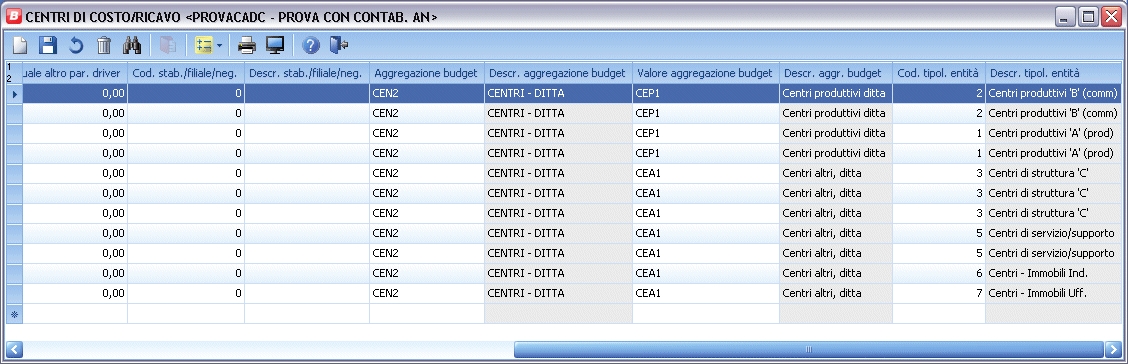 B CENTRI DI COSTO/RICAVO <PROVACADC - PROVA CON CONTAB. AN>
1
2
uale altro par. driver Cod. stab./filiale/neg. Descr. stab./filiale/neg. Aggregazione budget Descr. aggregazione budget Valore aggregazione budget Descr. aggr. budget Cod. tipol. entità Descr. tipol. entità
0,00 0 CEN2 CENTRI - DITTA CEP1 Centri produttivi ditta 2 Centri produttivi 'B' (comm)
0,00 0 CEN2 CENTRI - DITTA CEP1 Centri produttivi ditta 2 Centri produttivi 'B' (comm)
0,00 0 CEN2 CENTRI - DITTA CEP1 Centri produttivi ditta 1 Centri produttivi 'A' (prod)
0,00 0 CEN2 CENTRI - DITTA CEP1 Centri produttivi ditta 1 Centri produttivi 'A' (prod)
0,00 0 CEN2 CENTRI - DITTA CEA1 Centri altri, ditta 3 Centri di struttura 'C'
0,00 0 CEN2 CENTRI - DITTA CEA1 Centri altri, ditta 3 Centri di struttura 'C'
0,00 0 CEN2 CENTRI - DITTA CEA1 Centri altri, ditta 3 Centri di struttura 'C'
0,00 0 CEN2 CENTRI - DITTA CEA1 Centri altri, ditta 5 Centri di servizio/supporto
0,00 0 CEN2 CENTRI - DITTA CEA1 Centri altri, ditta 5 Centri di servizio/supporto
0,00 0 CEN2 CENTRI - DITTA CEA1 Centri altri, ditta 6 Centri - Immobili Ind.
0,00 0 CEN2 CENTRI - DITTA CEA1 Centri altri, ditta 7 Centri - Immobili Uff.